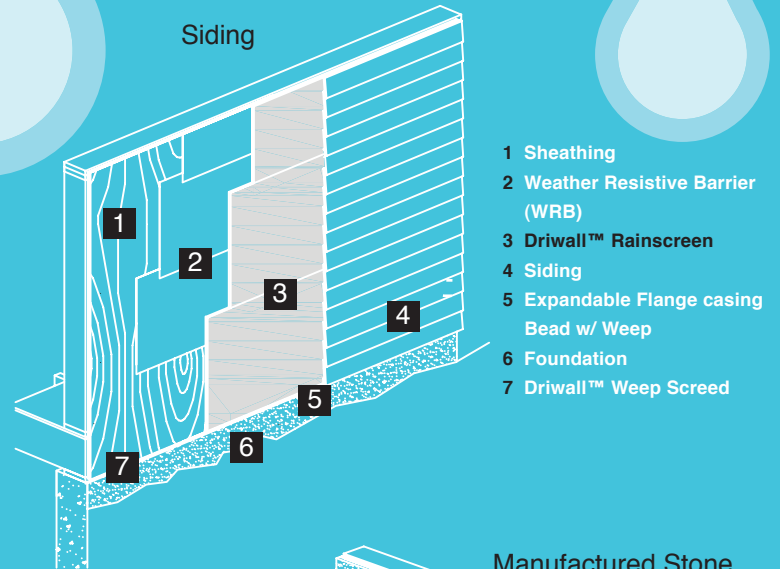 Siding
1
2
3
4
5
6
7
1 Sheathing
2 Weather Resistive Barrier
(WRB)
3 Driwall™ Rainscreen
4 Siding
5 Expandable Flange casing
Bead w/ Weep
6 Foundation
7 Driwall™ Weep Screed
Manufactured Stone